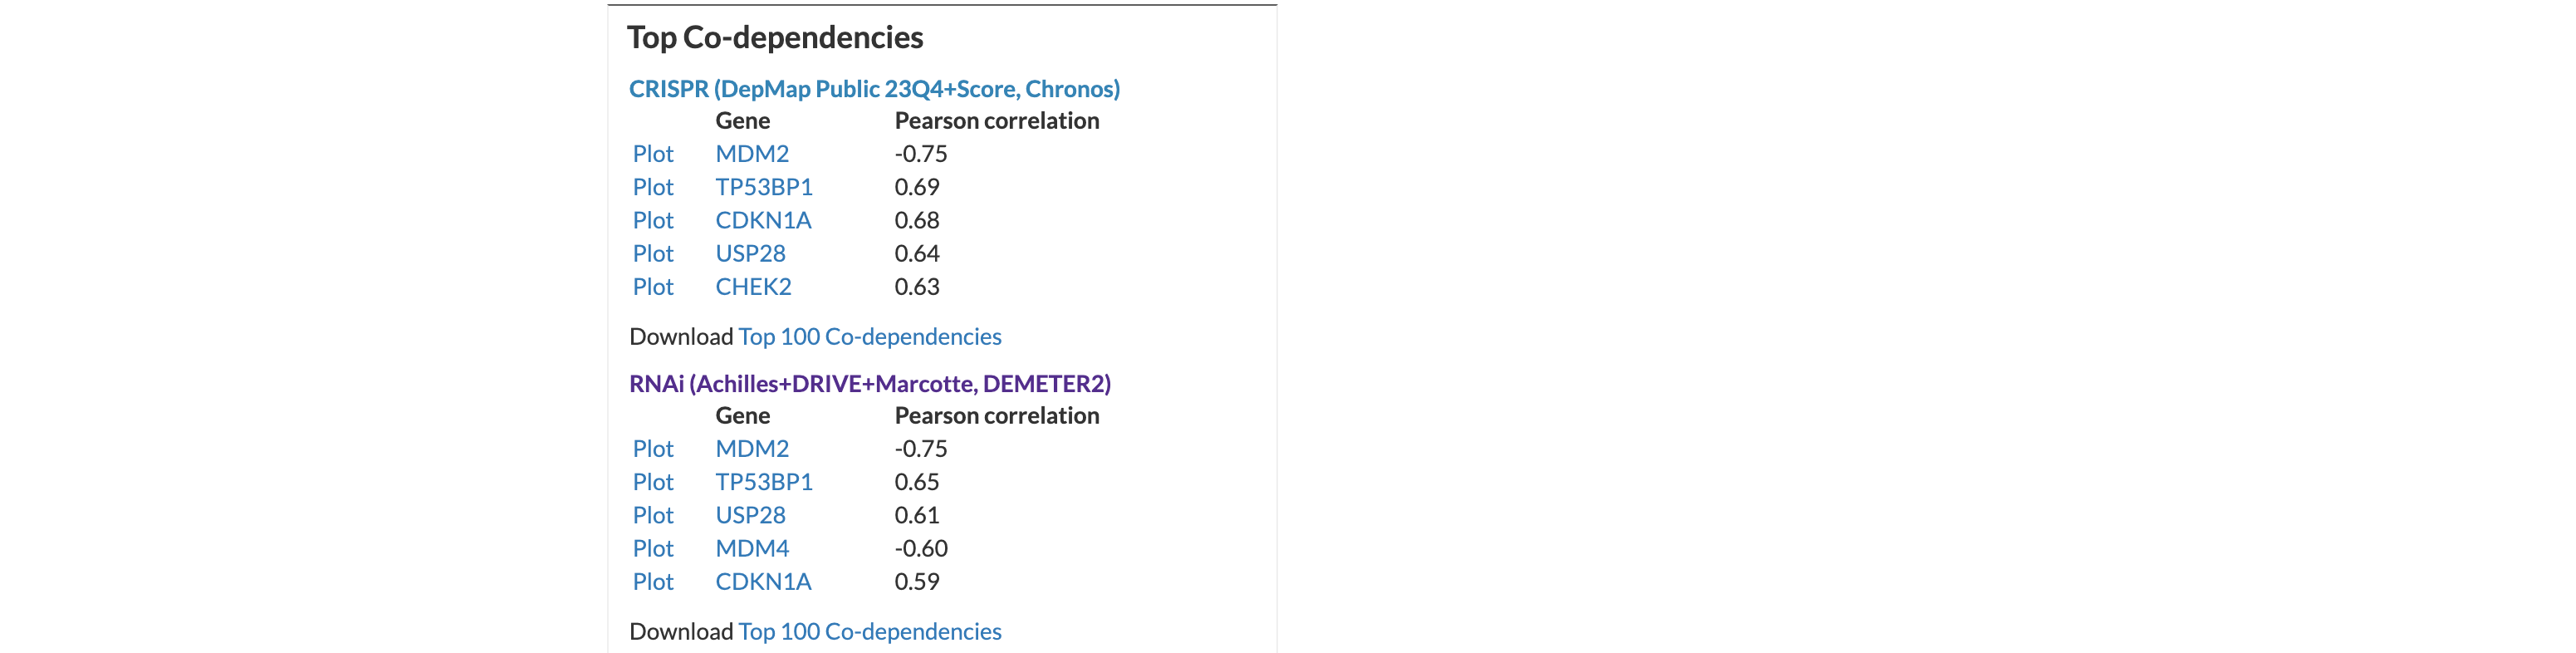 Top Co-dependencies
CRISPR (DepMap Public 23Q4+Score, Chronos)
Gene Pearson correlation
Plot MDM2 -0.75
Plot TP53BP1 0.69
Plot CDKN1A 0.68
Plot USP28 0.64
Plot CHEK2 0.63
Download Top 100 Co-dependencies
RNAi (Achilles+DRIVE+Marcotte, DEMETER2)
Gene Pearson correlation
Plot MDM2 -0.75
Plot TP53BP1 0.65
Plot USP28 0.61
Plot MDM4 -0.60
Plot CDKN1A 0.59
Download Top 100 Co-dependencies